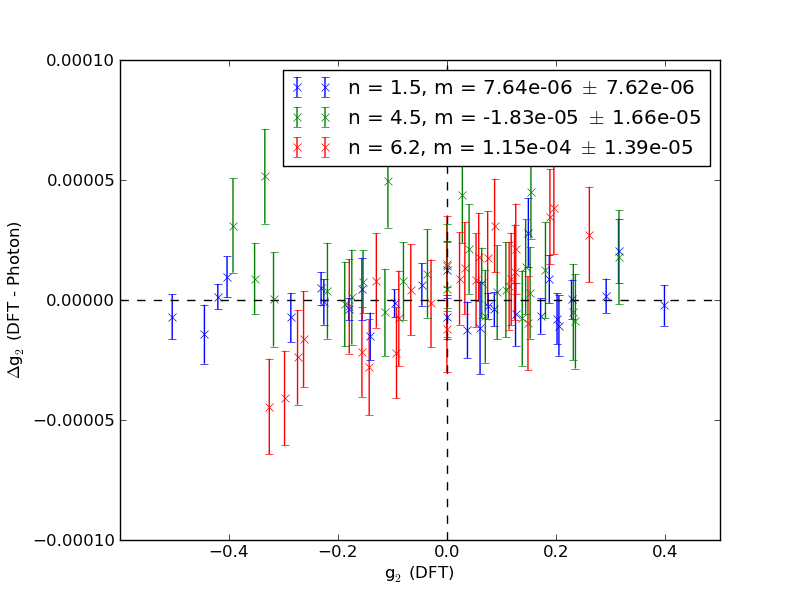 0.00010
n = 1.5, m = 7.64e-06 ± 7.62e-06
n = 4.5, m = -1.83e-05 ± 1.66e-05
n = 6.2, m = 1.15e-04 ± 1.39e-05
0.00005
0.00000
−0.00005
−0.00010
Δg₂ (DFT - Photon)
−0.4 −0.2 0.0 0.2 0.4
g₂ (DFT)